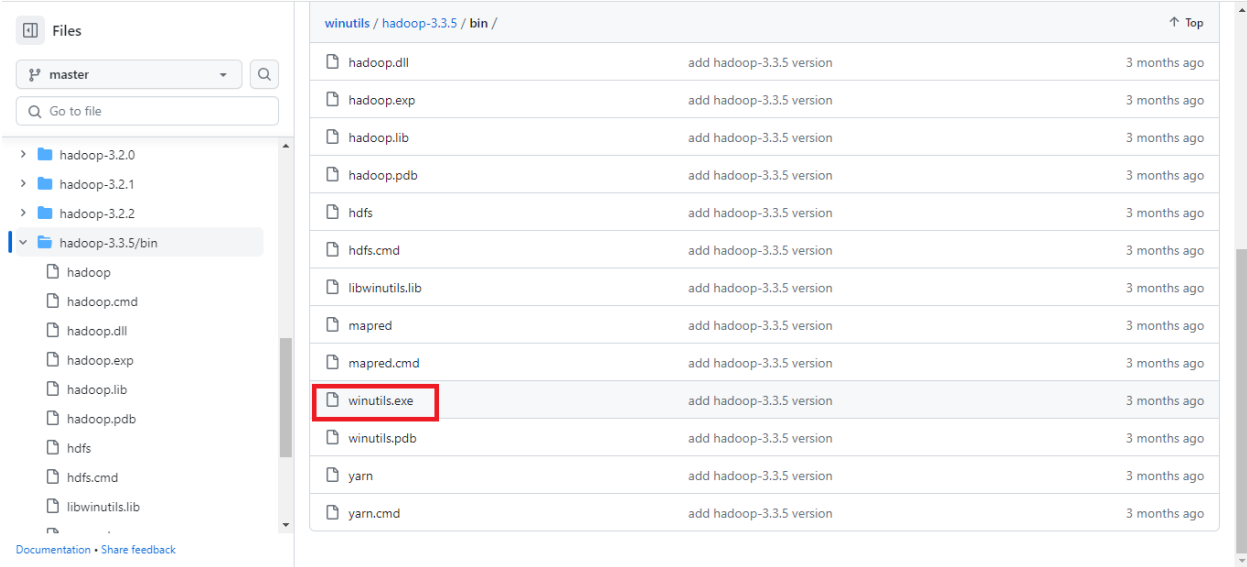 Files
master
Go to file
hadoop-3.2.0
hadoop-3.2.1
hadoop-3.2.2
hadoop-3.3.5/bin
hadoop
hadoop.cmd
hadoop.dll
hadoop.exp
hadoop.lib
hadoop.pdb
hdfs
hdfs.cmd
libwinutils.lib
Documentation • Share feedback
winutils / hadoop-3.3.5 / bin / Top
hadoop.dll add hadoop-3.3.5 version 3 months ago
hadoop.exp add hadoop-3.3.5 version 3 months ago
hadoop.lib add hadoop-3.3.5 version 3 months ago
hadoop.pdb add hadoop-3.3.5 version 3 months ago
hdfs add hadoop-3.3.5 version 3 months ago
hdfs.cmd add hadoop-3.3.5 version 3 months ago
libwinutils.lib add hadoop-3.3.5 version 3 months ago
mapred add hadoop-3.3.5 version 3 months ago
mapred.cmd add hadoop-3.3.5 version 3 months ago
winutils.exe add hadoop-3.3.5 version 3 months ago
winutils.pdb add hadoop-3.3.5 version 3 months ago
yarn add hadoop-3.3.5 version 3 months ago
yarn.cmd add hadoop-3.3.5 version 3 months ago